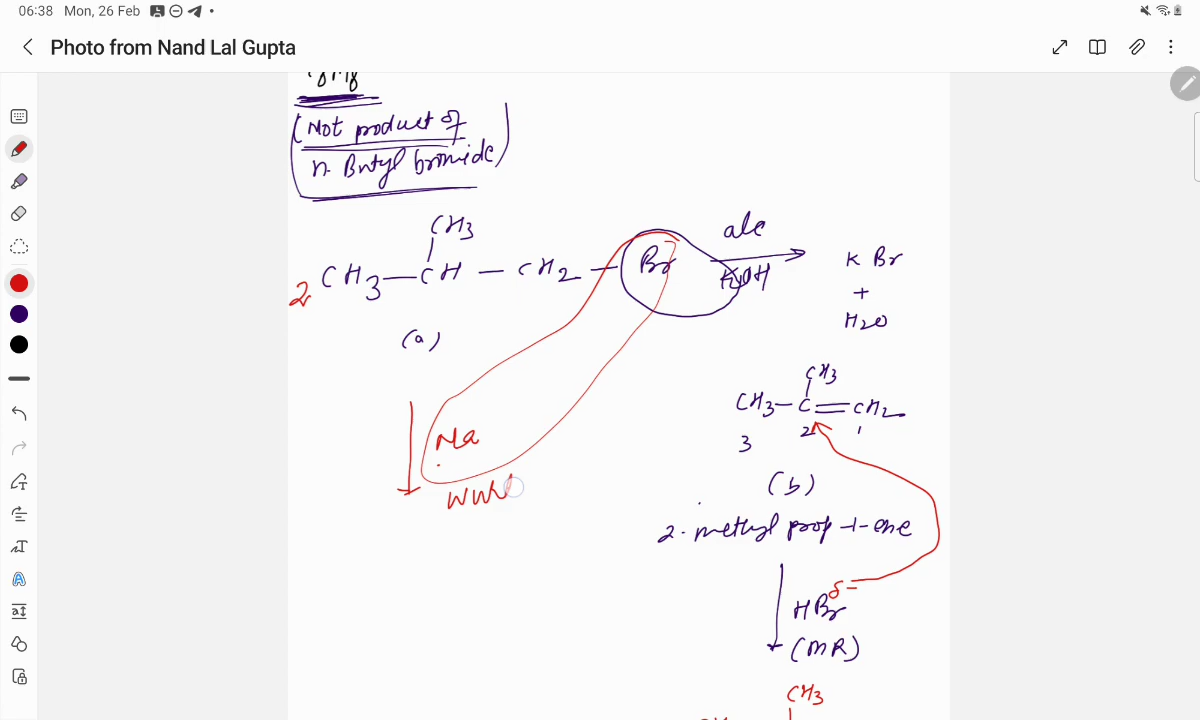 06:38 Mon, 26 Feb
Photo from Nand Lal Gupta
(Not product of
n. Butyl bromide)
CH3
2 CH3—CH — CH2 — Br alc KOH
K Br
+
H2O
(a)
CH3
CH3—C=CH2
3 2 1
Na
(b)
2. methyl prop-1-ene
HBr δ-
(MR)
CH3